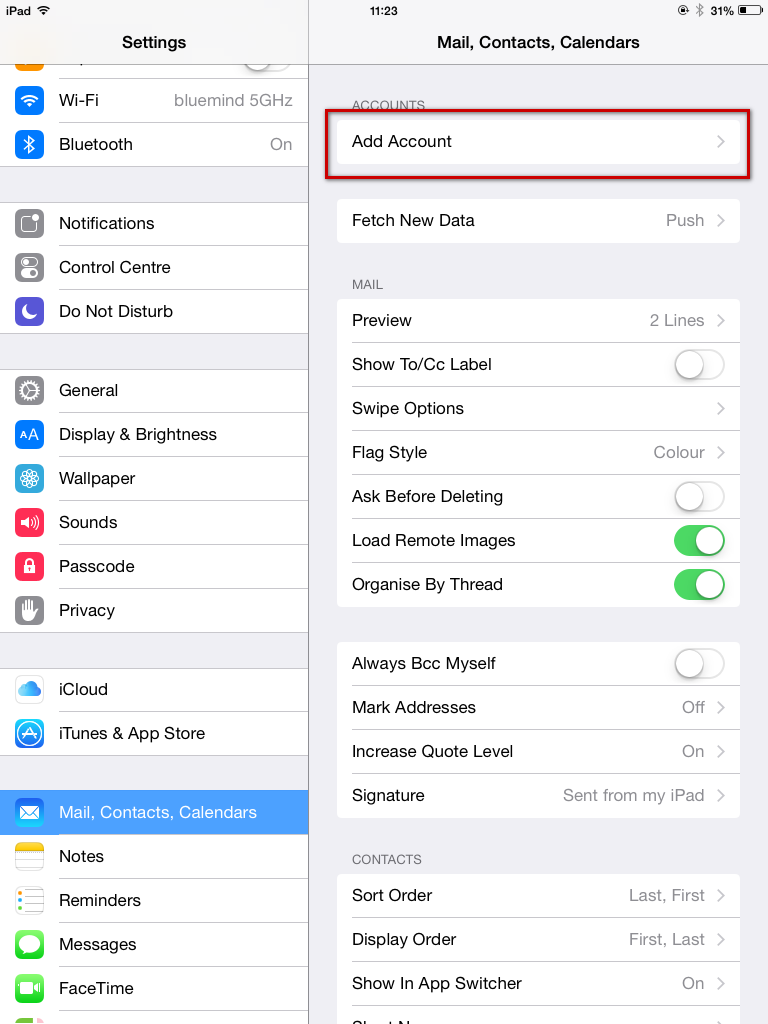 iPad
11:23
31%
Settings
Mail, Contacts, Calendars
Wi-Fi
bluemind 5GHz
Bluetooth
On
Notifications
Control Centre
Do Not Disturb
General
AA
Display & Brightness
Wallpaper
Sounds
Passcode
Privacy
iCloud
iTunes & App Store
Mail, Contacts, Calendars
Notes
Reminders
Messages
FaceTime
ACCOUNTS
Add Account
Fetch New Data
Push
MAIL
Preview
2 Lines
Show To/Cc Label
Swipe Options
Flag Style
Colour
Ask Before Deleting
Load Remote Images
Organise By Thread
Always Bcc Myself
Mark Addresses
Off
Increase Quote Level
On
Signature
Sent from my iPad
CONTACTS
Sort Order
Last, First
Display Order
First, Last
Show In App Switcher
On